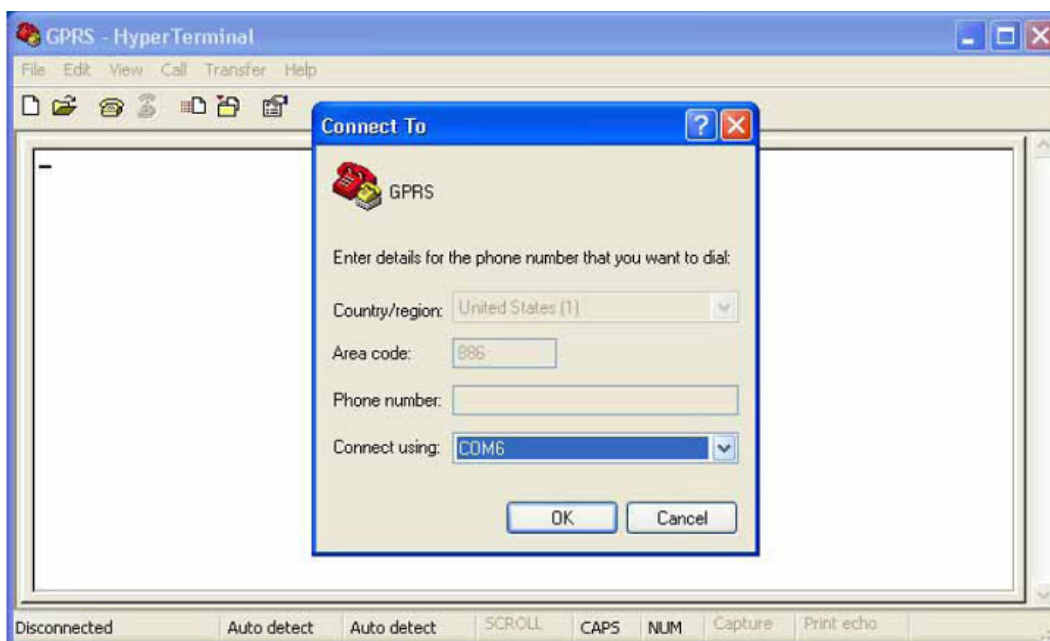 GPRS - HyperTerminal
File Edit View Call Transfer Help
Connect To
GPRS
Enter details for the phone number that you want to dial:
Country/region: United States (1)
Area code: 886
Phone number:
Connect using: COM6
OK Cancel
Disconnected Auto detect Auto detect SCROLL CAPS NUM Capture Print echo